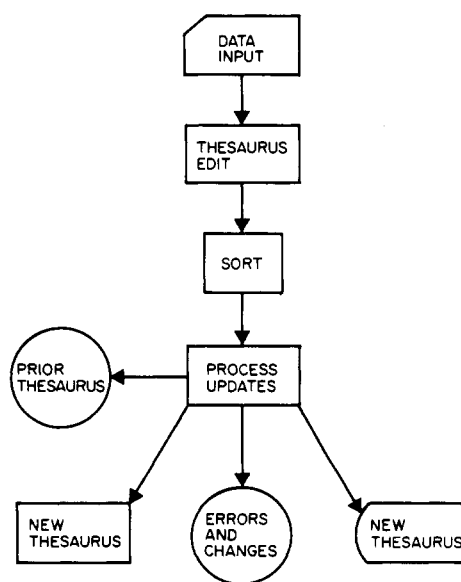 DATA
INPUT
THESAURUS
EDIT
SORT
PRIOR
THESAURUS
PROCESS
UPDATES
NEW
THESAURUS
ERRORS
AND
CHANGES
NEW
THESAURUS